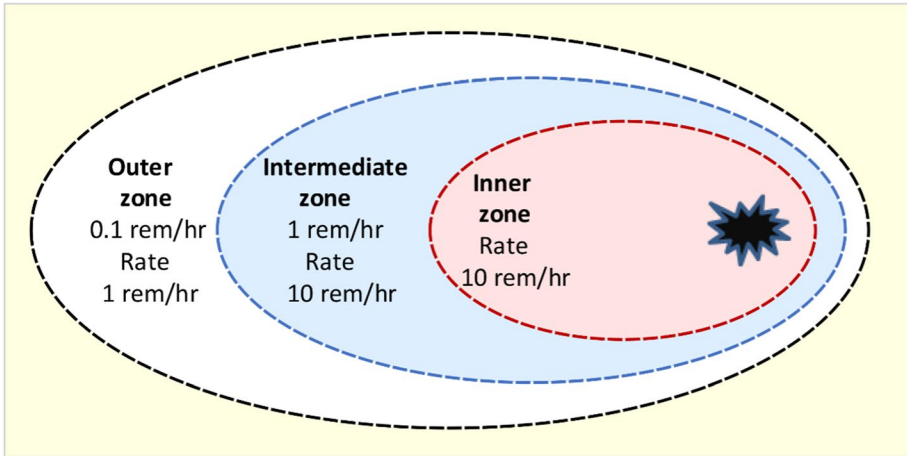 Outer
zone
0.1 rem/hr
Rate
1 rem/hr
Intermediate
zone
1 rem/hr
Rate
10 rem/hr
Inner
zone
Rate
10 rem/hr